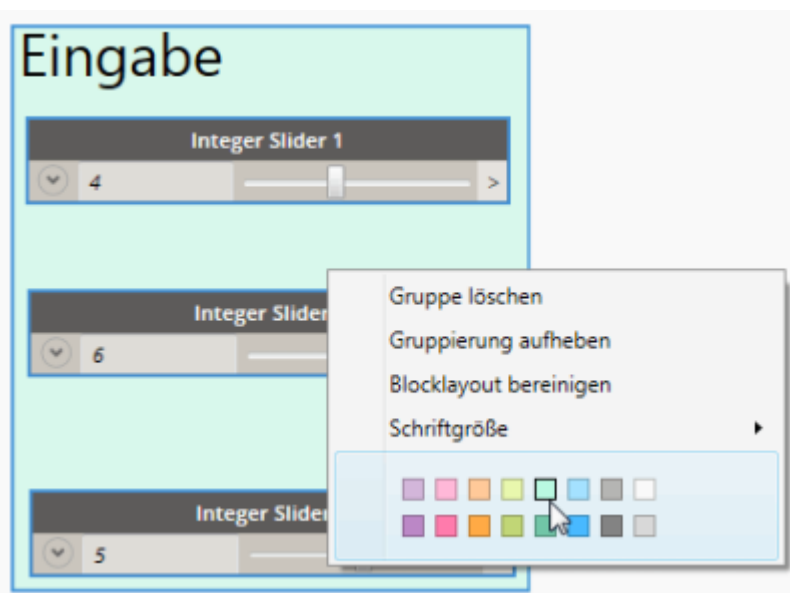 Eingabe
Integer Slider 1
4
>
Gruppe löschen
Integer Slider
Gruppierung aufheben
6
Blocklayout bereinigen
Schriftgröße
Integer Slider
5